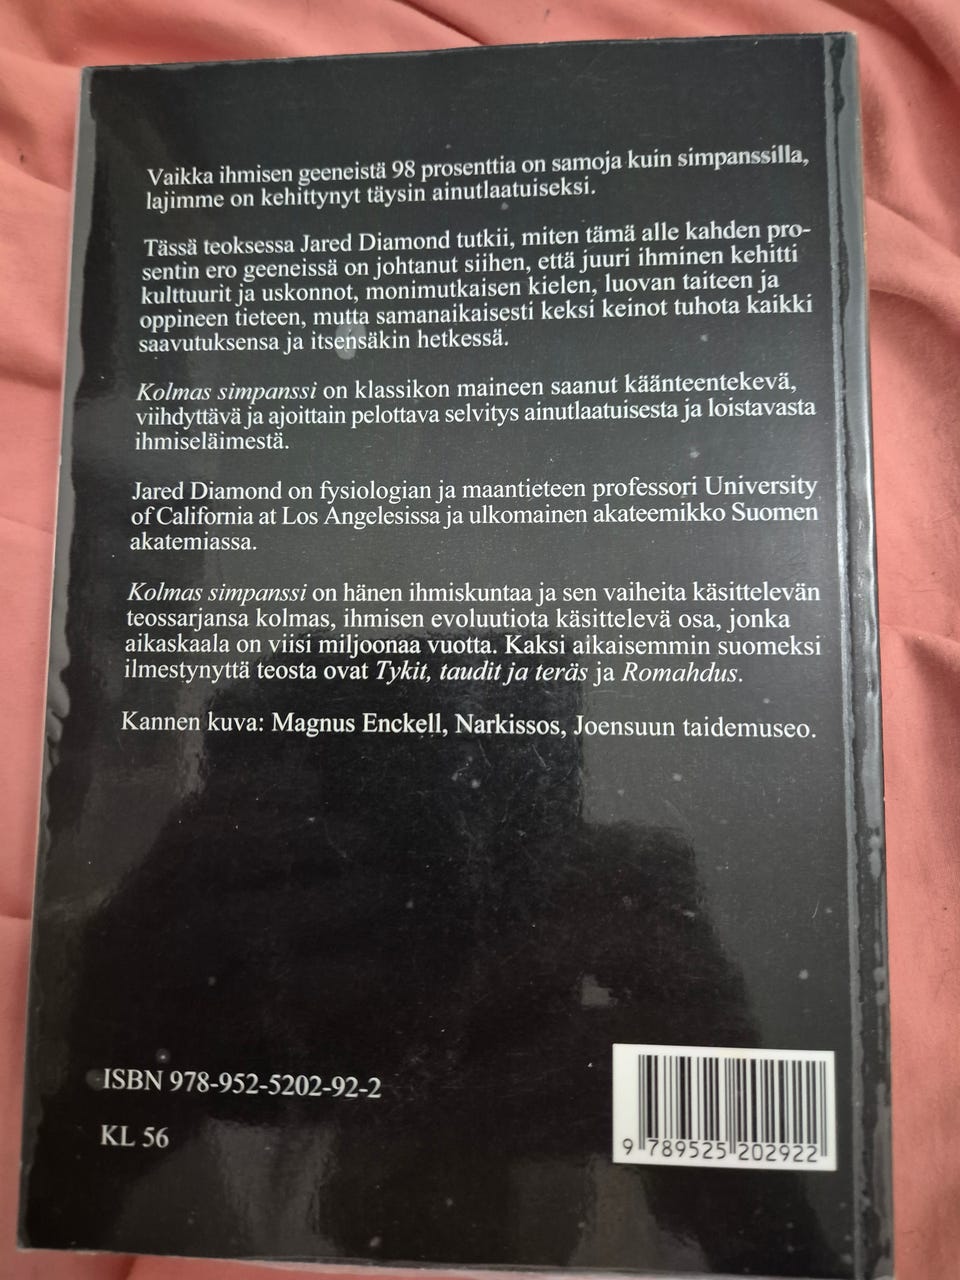 Vaikka ihmisen geeneistä 98 prosenttia on samoja kuin simpanssilla,
lajimme on kehittynyt täysin ainutlaatuiseksi.
Tässä teoksessa Jared Diamond tutkii, miten tämä alle kahden pro-
sentin ero geeneissä on johtanut siihen, että juuri ihminen kehitti
kulttuurit ja uskonnot, monimutkaisen kielen, luovan taiteen ja
oppineen tieteen, mutta samanaikaisesti keksi keinot tuhota kaikki
saavutuksensa ja itsensäkin hetkessä.
Kolmas simpanssi on klassikon maineen saanut käänteentekevä,
viihdyttävä ja ajoittain pelottava selvitys ainutlaatuisesta ja loistavasta
ihmiseläimestä.
Jared Diamond on fysiologian ja maantieteen professori University
of California at Los Angelesissa ja ulkomainen akateemikko Suomen
akatemiassa.
Kolmas simpanssi on hänen ihmiskuntaa ja sen vaiheita käsittelevän
teossarjansa kolmas, ihmisen evoluutiota käsittelevä osa, jonka
aikaskaala on viisi miljoonaa vuotta. Kaksi aikaisemmin suomeksi
ilmestynyttä teosta ovat Tykit, taudit ja teräs ja Romahdus.
Kannen kuva: Magnus Enckell, Narkissos, Joensuun taidemuseo.
ISBN 978-952-5202-92-2
KL 56
9 789525 202922